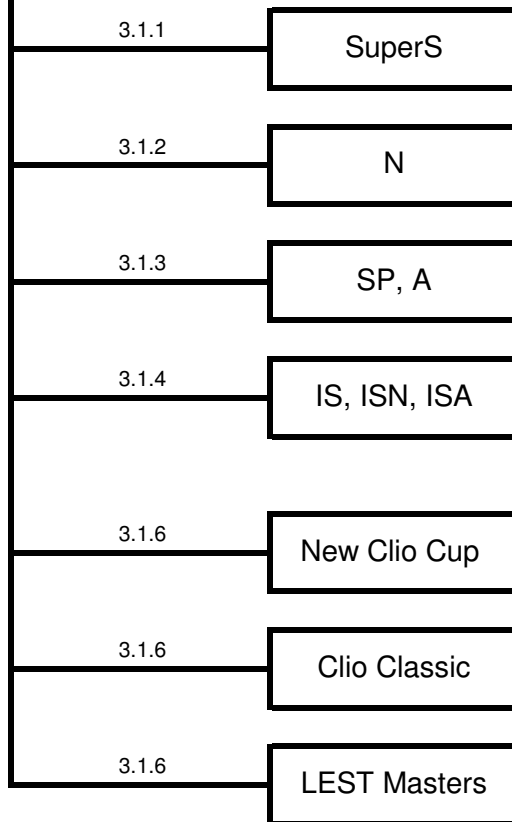 3.1.1
SuperS
3.1.2
N
3.1.3
SP, A
3.1.4
IS, ISN, ISA
3.1.6
New Clio Cup
3.1.6
Clio Classic
3.1.6
LEST Masters